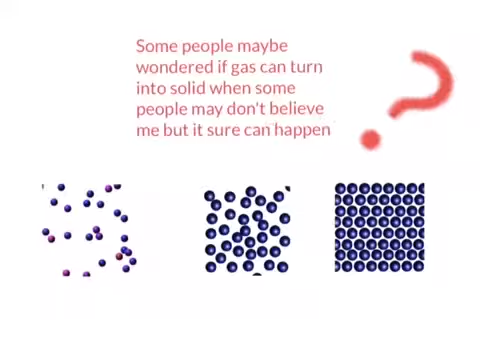 Some people maybe
wondered if gas can turn
into solid when some
people may don't believe
me but it sure can happen
?